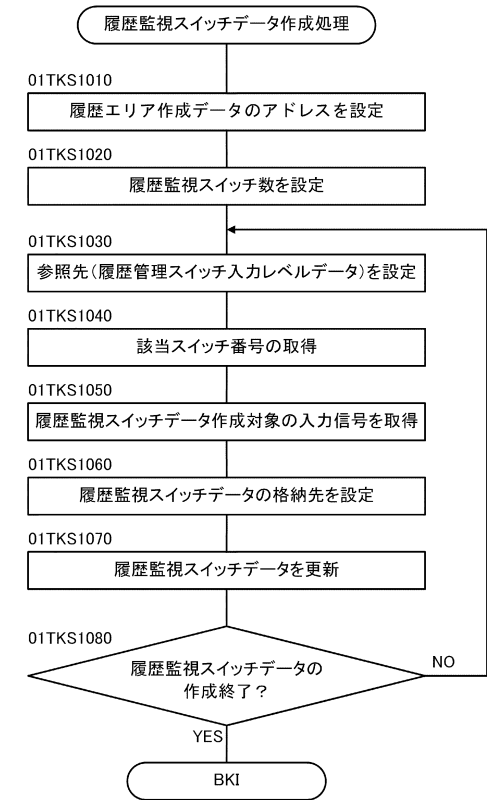 履歴監視スイッチデータ作成処理
01TKS1010
履歴エリア作成データのアドレスを設定
01TKS1020
履歴監視スイッチ数を設定
01TKS1030
参照先(履歴管理スイッチ入力レベルデータ)を設定
01TKS1040
該当スイッチ番号の取得
01TKS1050
履歴監視スイッチデータ作成対象の入力信号を取得
01TKS1060
履歴監視スイッチデータの格納先を設定
01TKS1070
履歴監視スイッチデータを更新
01TKS1080
履歴監視スイッチデータの
作成終了?
NO
YES
BKI